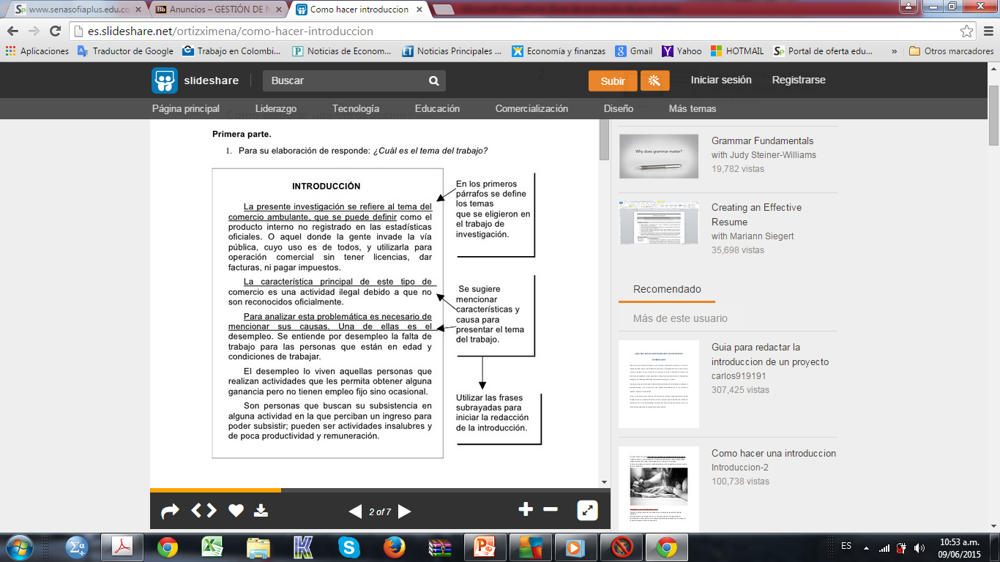 www.senasofiaplus.edu.co
Anuncios – GESTIÓN DE N
Como hacer introduccion
es.slideshare.net/ortizximena/como-hacer-introduccion
Aplicaciones
Traductor de Google
Trabajo en Colombi...
Noticias de Econom...
Noticias Principales ...
Economía y finanzas
Gmail
Yahoo
HOTMAIL
Portal de oferta edu...
»
Otros marcadores
slideshare
Buscar
Subir
Iniciar sesión
Registrarse
Página principal
Liderazgo
Tecnología
Educación
Comercialización
Diseño
Más temas
Primera parte.
1. Para su elaboración de responde: ¿Cuál es el tema del trabajo?
INTRODUCCIÓN
La presente investigación se refiere al tema del
comercio ambulante, que se puede definir como el
producto interno no registrado en las estadísticas
oficiales. O aquel donde la gente invade la vía
pública, cuyo uso es de todos, y utilizarla para
operación comercial sin tener licencias, dar
facturas, ni pagar impuestos.
La característica principal de este tipo de
comercio es una actividad ilegal debido a que no
son reconocidos oficialmente.
Para analizar esta problemática es necesario de
mencionar sus causas. Una de ellas es el
desempleo. Se entiende por desempleo la falta de
trabajo para las personas que están en edad y
condiciones de trabajar.
El desempleo lo viven aquellas personas que
realizan actividades que les permita obtener alguna
ganancia pero no tienen empleo fijo sino ocasional.
Son personas que buscan su subsistencia en
alguna actividad en la que perciban un ingreso para
poder subsistir; pueden ser actividades insalubres y
de poca productividad y remuneración.
En los primeros
párrafos se define
los temas
que se eligieron en
el trabajo de
investigación.
Se sugiere
mencionar
características y
causa para
presentar el tema
del trabajo.
Utilizar las frases
subrayadas para
iniciar la redacción
de la introducción.
2 of 7
Why does grammar matter?
Grammar Fundamentals
with Judy Steiner-Williams
19,782 vistas
Creating an Effective
Resume
with Mariann Siegert
35,698 vistas
Recomendado
Más de este usuario
Guia para redactar la
introduccion de un proyecto
carlos919191
307,425 vistas
Como hacer una introduccion
Introduccion-2
100,738 vistas
ES
10:53 a.m.
09/06/2015